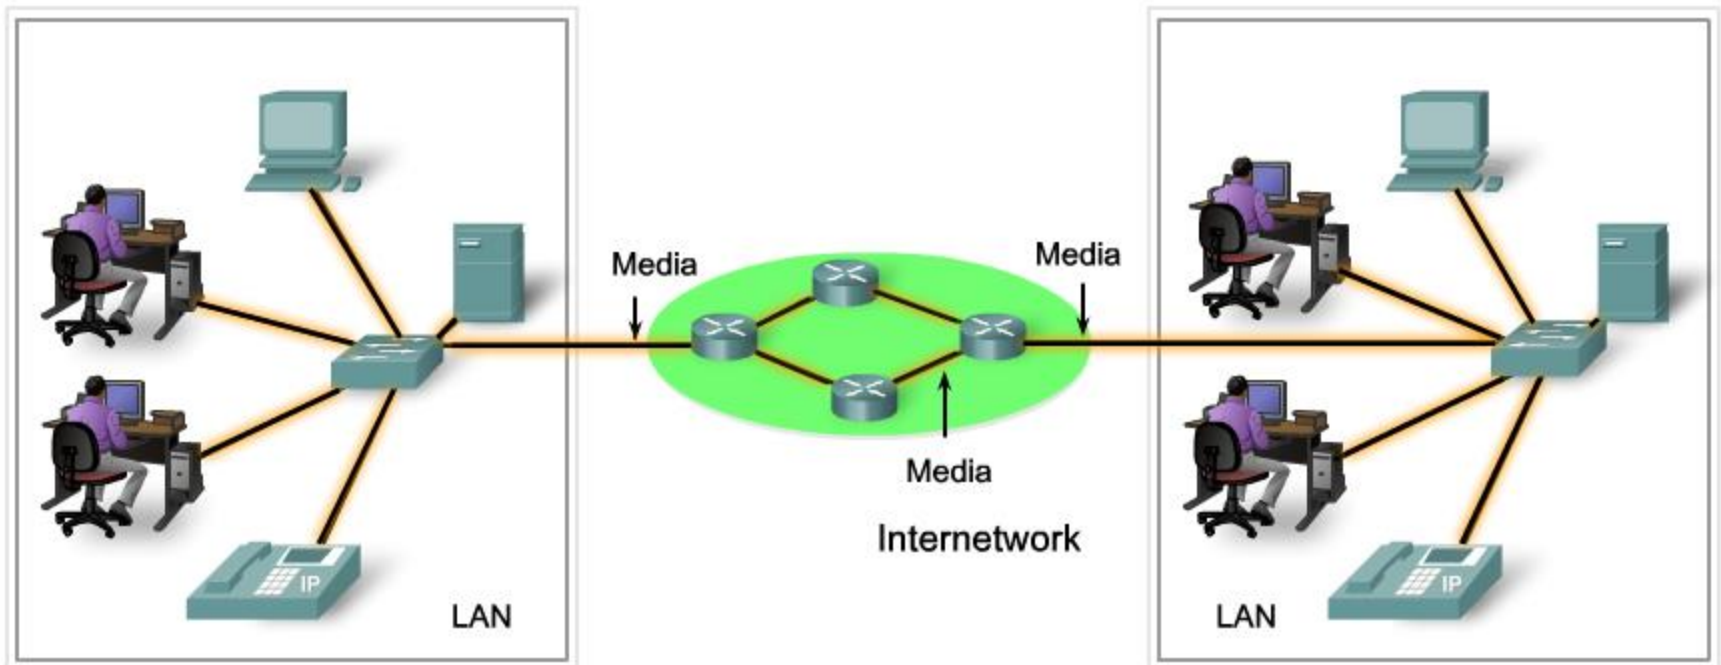 Media
Media
Media
Internetwork
IP
LAN
IP
LAN